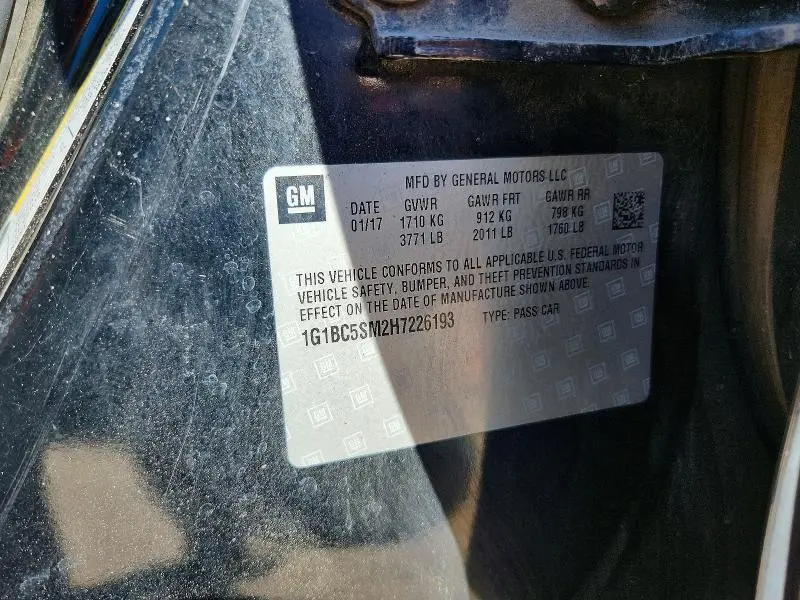 GM
MFD BY GENERAL MOTORS LLC
DATE GVWR GAWR FRT GAWR RR
01/17 1710 KG 912 KG 798 KG
3771 LB 2011 LB 1760 LB
THIS VEHICLE CONFORMS TO ALL APPLICABLE U.S. FEDERAL MOTOR
VEHICLE SAFETY, BUMPER, AND THEFT PREVENTION STANDARDS IN
EFFECT ON THE DATE OF MANUFACTURE SHOWN ABOVE.
1G1BC5SM2H7226193 TYPE: PASS CAR